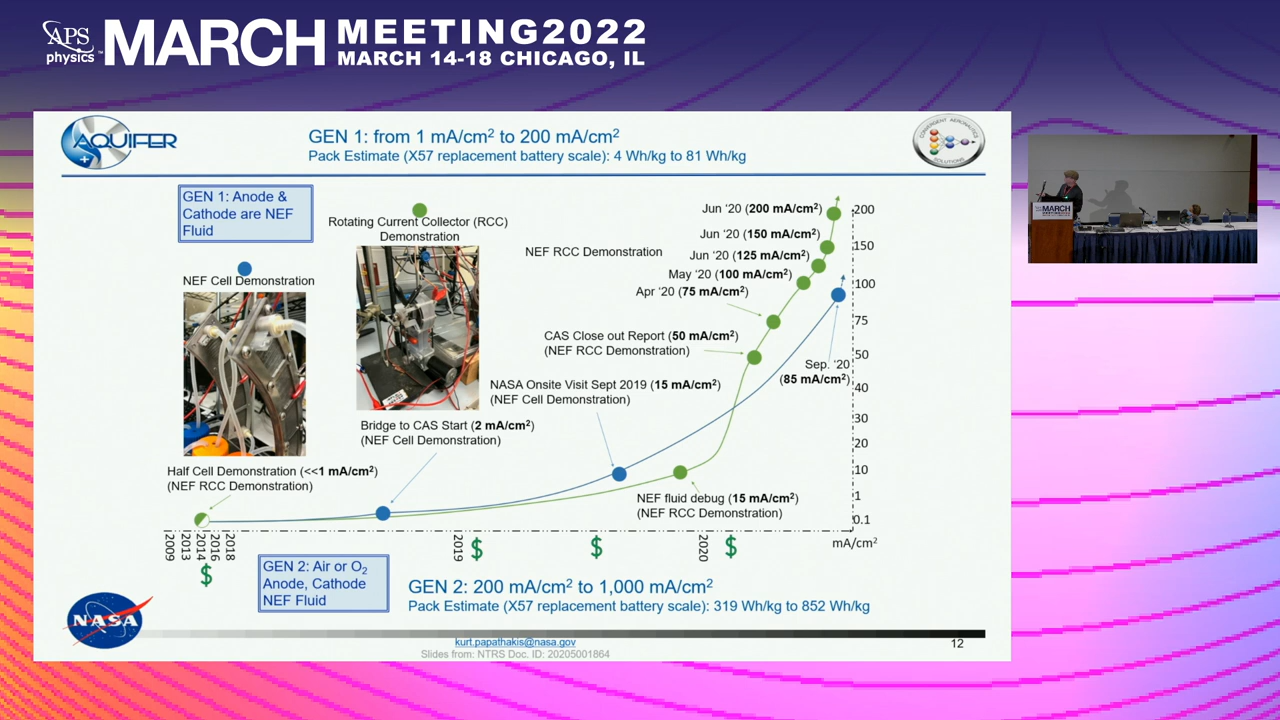 APS
physics
MARCH
MEETING2022
MARCH 14-18 CHICAGO, IL
AQUIFER
GEN 1: from 1 mA/cm² to 200 mA/cm²
Pack Estimate (X57 replacement battery scale): 4 Wh/kg to 81 Wh/kg
CONVERGENT AERONAUTICS
SOLUTIONS
GEN 1: Anode &
Cathode are NEF
Fluid
NEF Cell Demonstration
Rotating Current Collector (RCC)
Demonstration
NEF RCC Demonstration
Jun ‘20 (200 mA/cm²)
Jun ‘20 (150 mA/cm²)
Jun ‘20 (125 mA/cm²)
May ‘20 (100 mA/cm²)
Apr ‘20 (75 mA/cm²)
CAS Close out Report (50 mA/cm²)
(NEF RCC Demonstration)
Sep. ‘20
(85 mA/cm²)
NASA Onsite Visit Sept 2019 (15 mA/cm²)
(NEF Cell Demonstration)
Bridge to CAS Start (2 mA/cm²)
(NEF Cell Demonstration)
Half Cell Demonstration (<<1 mA/cm²)
(NEF RCC Demonstration)
NEF fluid debug (15 mA/cm²)
(NEF RCC Demonstration)
200
150
100
75
50
40
30
20
10
1
0.1
mA/cm²
2009
2013
2014
2016
2018
2019
2020
$
$
$
$
GEN 2: Air or O₂
Anode, Cathode
NEF Fluid
GEN 2: 200 mA/cm² to 1,000 mA/cm²
Pack Estimate (X57 replacement battery scale): 319 Wh/kg to 852 Wh/kg
NASA
kurt.papathakis@nasa.gov
Slides from: NTRS Doc. ID: 20205001864
12
MARCH